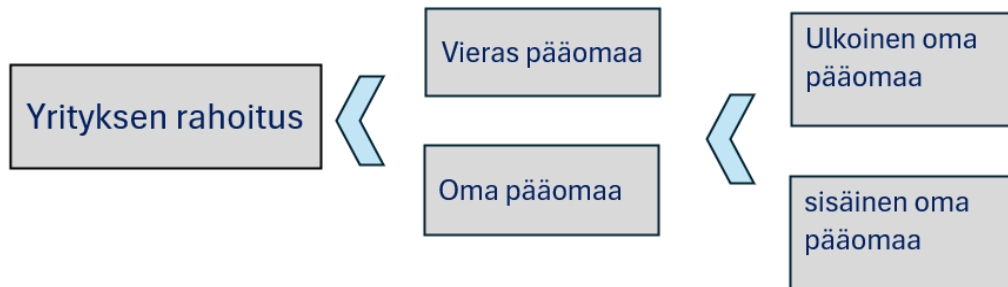 Yrityksen rahoitus
Vieras pääomaa
Oma pääomaa
Ulkoinen oma
pääomaa
sisäinen oma
pääomaa